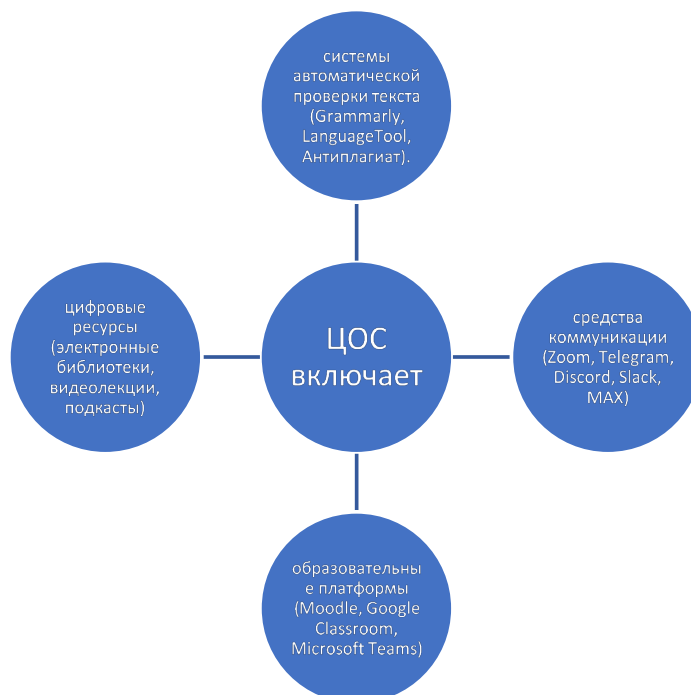 системы
автоматической
проверки текста
(Grammarly,
LanguageTool,
Антиплагиат).
цифровые
ресурсы
(электронные
библиотеки,
видеолекции,
подкасты)
ЦОС
включает
средства
коммуникации
(Zoom, Telegram,
Discord, Slack,
MAX)
образовательны
е платформы
(Moodle, Google
Classroom,
Microsoft Teams)